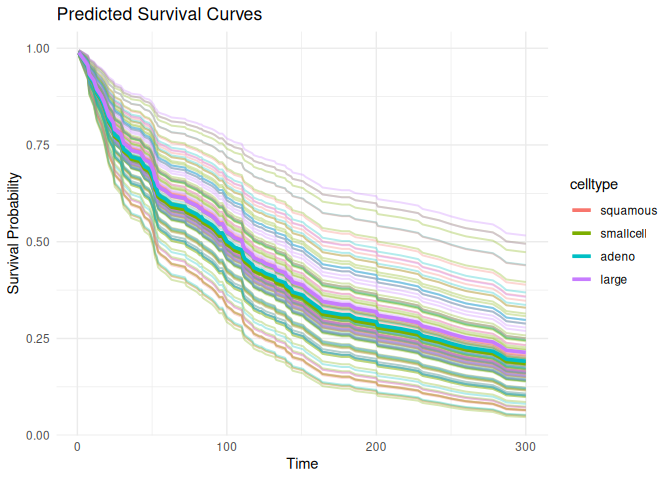 Predicted Survival Curves
1.00
0.75
0.50
0.25
0.00
Survival Probability
0
100
200
300
Time
celltype
squamous
smallcell
adeno
large